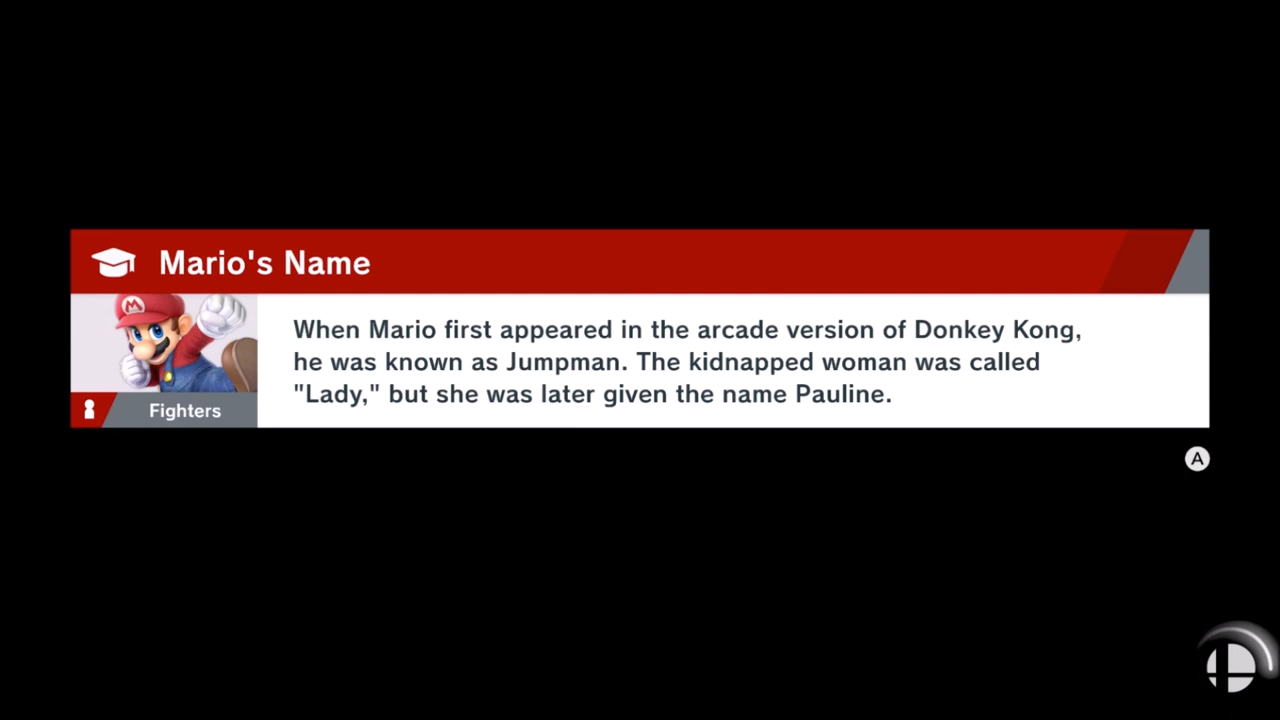 Mario's Name
M
When Mario first appeared in the arcade version of Donkey Kong,
he was known as Jumpman. The kidnapped woman was called
"Lady," but she was later given the name Pauline.
Fighters
A